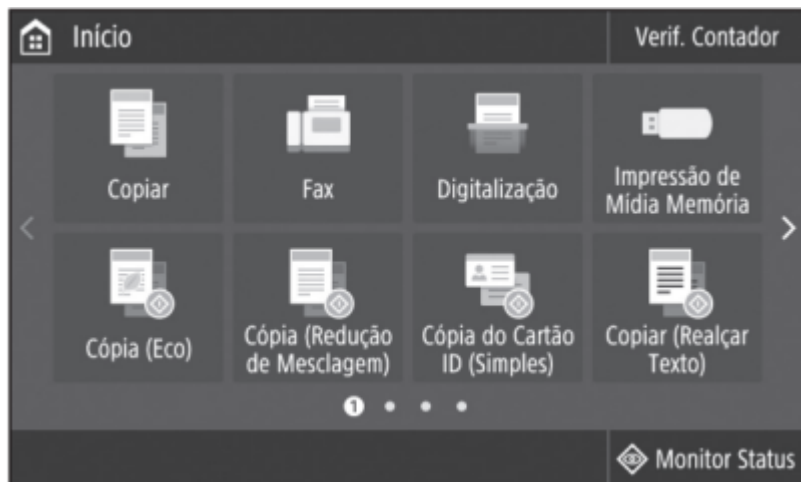 Início
Verif. Contador
Copiar
Fax
Digitalização
Impressão de
Mídia Memória
Cópia (Eco)
Cópia (Redução
de Mesclagem)
Cópia do Cartão
ID (Simples)
Copiar (Realçar
Texto)
1
Monitor Status